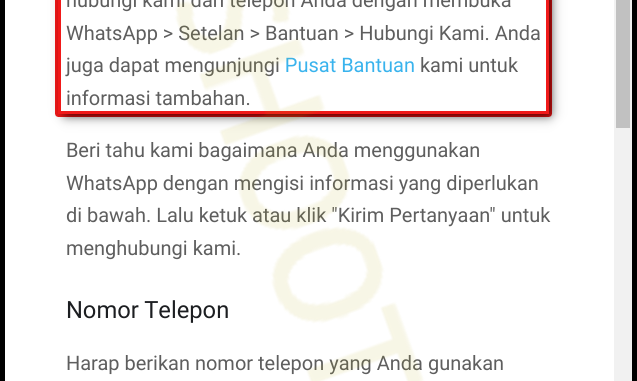 hubungi kami dari telepon Anda dengan membuka
WhatsApp > Setelan > Bantuan > Hubungi Kami. Anda
juga dapat mengunjungi Pusat Bantuan kami untuk
informasi tambahan.
Beri tahu kami bagaimana Anda menggunakan
WhatsApp dengan mengisi informasi yang diperlukan
di bawah. Lalu ketuk atau klik "Kirim Pertanyaan" untuk
menghubungi kami.
Nomor Telepon
Harap berikan nomor telepon yang Anda gunakan
SHOOT